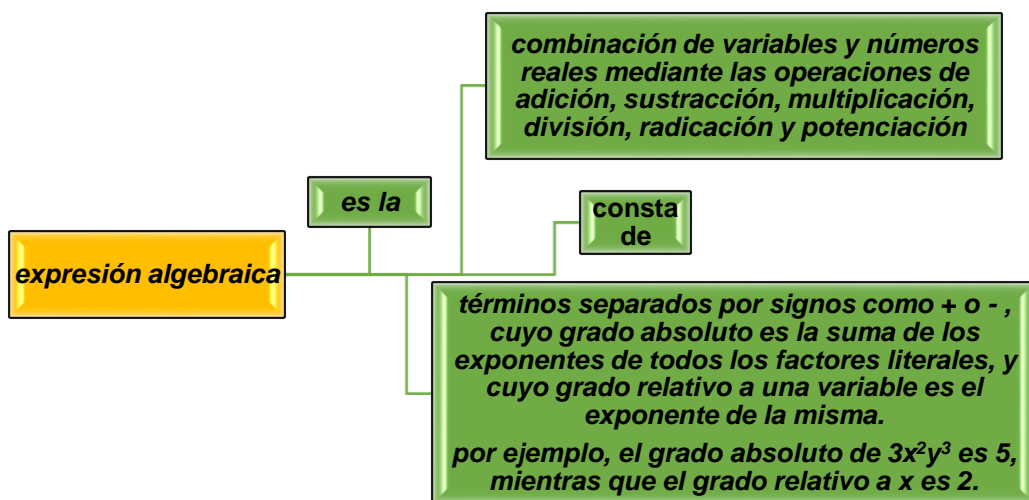 expresión algebraica
es la
combinación de variables y números
reales mediante las operaciones de
adición, sustracción, multiplicación,
división, radicación y potenciación
consta
de
términos separados por signos como + o - ,
cuyo grado absoluto es la suma de los
exponentes de todos los factores literales, y
cuyo grado relativo a una variable es el
exponente de la misma.
por ejemplo, el grado absoluto de 3x²y³ es 5,
mientras que el grado relativo a x es 2.